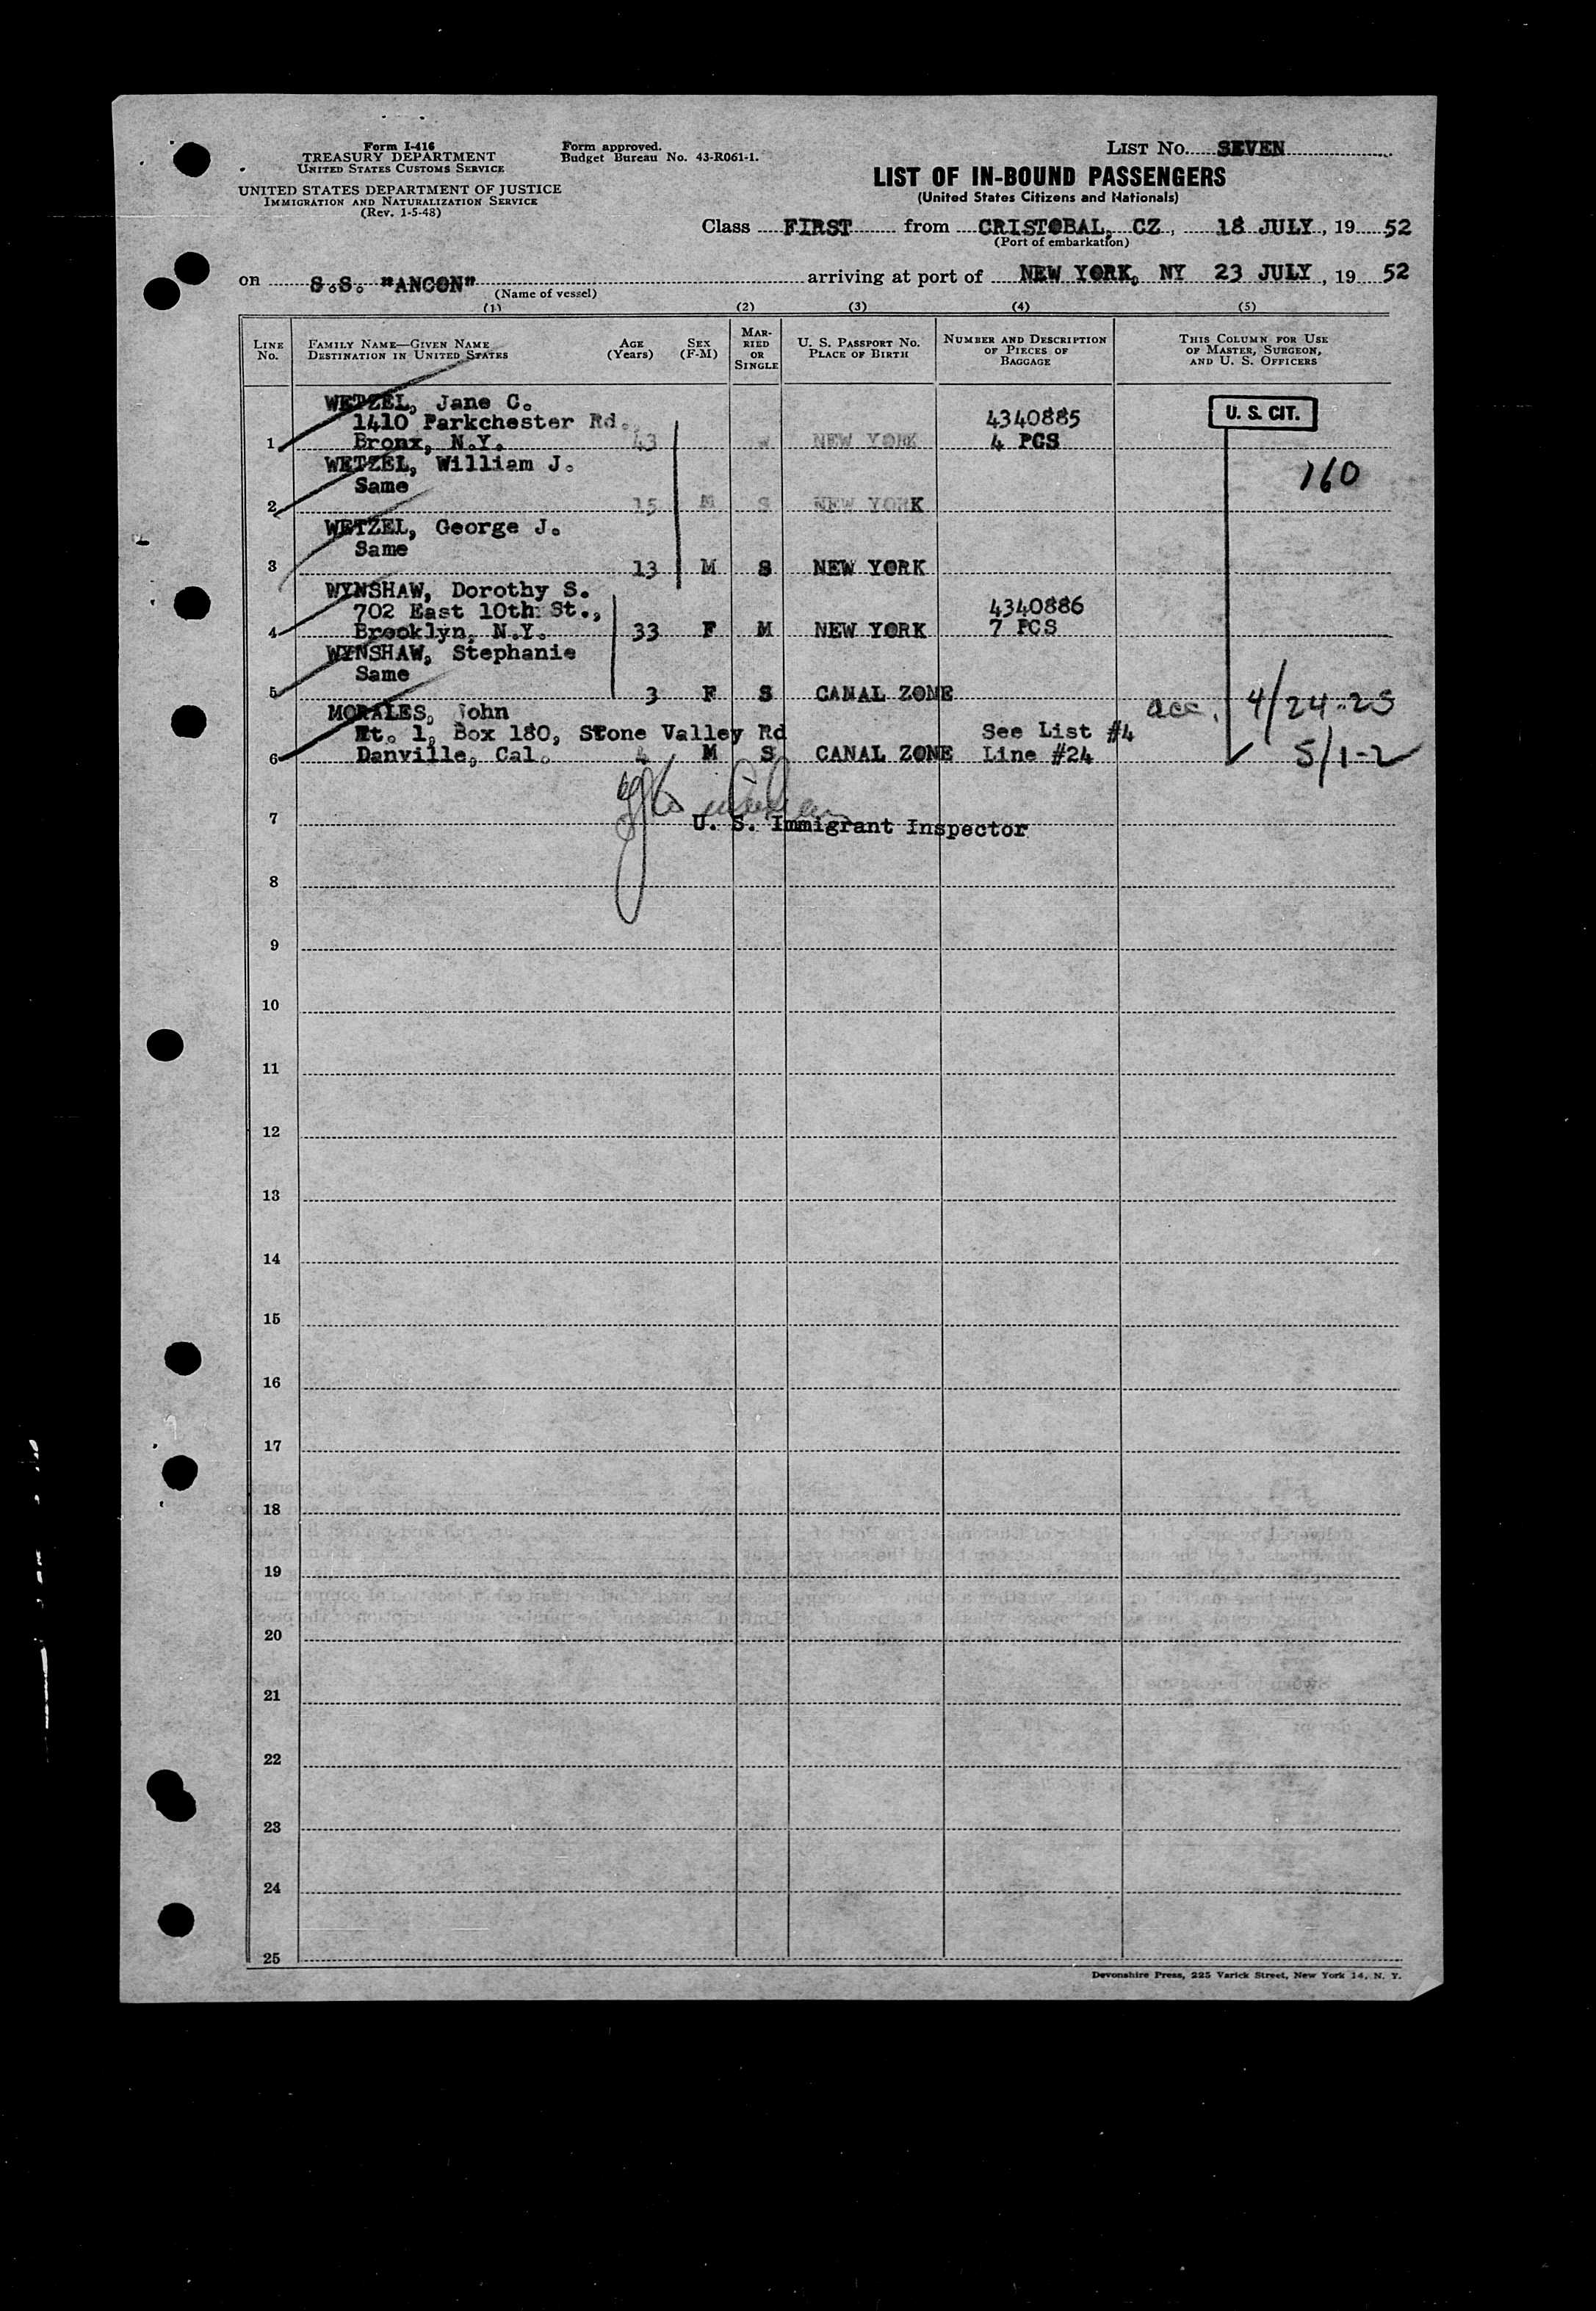 Form I-416
TREASURY DEPARTMENT
UNITED STATES CUSTOMS SERVICE
UNITED STATES DEPARTMENT OF JUSTICE
IMMIGRATION AND NATURALIZATION SERVICE
(Rev. 1-5-48)
Form approved.
Budget Bureau No. 43-R061-1.
LIST No. SEVEN
LIST OF IN-BOUND PASSENGERS
(United States Citizens and Nationals)
Class FIRST from CRISTOBAL, CZ, 18 JULY, 19 52
(Port of embarkation)
on S.S. "ANCON" arriving at port of NEW YORK, NY 23 JULY, 19 52
(Name of vessel)
(1) (2) (3) (4) (5)
LINE No. FAMILY NAME—GIVEN NAME DESTINATION IN UNITED STATES AGE (Years) SEX (F-M) MARRIED OR SINGLE U. S. PASSPORT No. PLACE OF BIRTH NUMBER AND DESCRIPTION OF PIECES OF BAGGAGE THIS COLUMN FOR USE OF MASTER, SURGEON, AND U. S. OFFICERS
WETZEL, Jane C.
1410 Parkchester Rd. 4340885 U. S. CIT.
1 Bronx, N.Y. 43 NEW YORK 4 PCS
WETZEL, William J. 160
Same
2 15 M S NEW YORK
WETZEL, George J.
Same
3 13 M S NEW YORK
WYNSHAW, Dorothy S.
702 East 10th St., 4340886
4 Brooklyn, N.Y. 33 F M NEW YORK 7 PCS
WYNSHAW, Stephanie
Same
5 3 F S CANAL ZONE acc. 4/24-25
MORALES, John
Rt. 1, Box 180, Stone Valley Rd See List #4
6 Danville, Cal. 4 M S CANAL ZONE Line #24 5/1-2
7 U. S. Immigrant Inspector
8
9
10
11
12
13
14
15
16
17
18
19
20
21
22
23
24
25
Devonshire Press, 225 Varick Street, New York 14, N. Y.